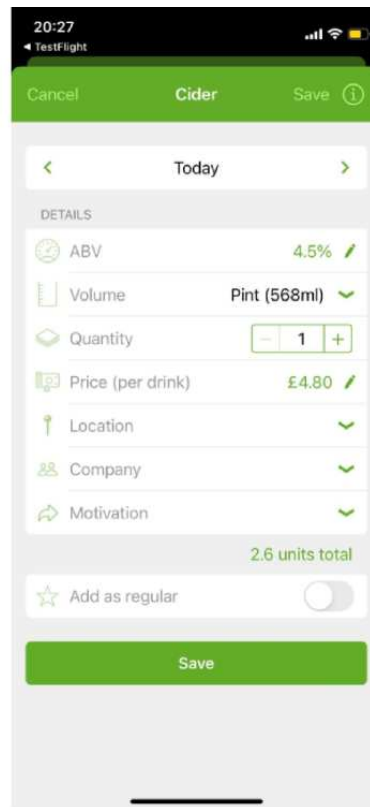 20:27
TestFlight
Cancel Cider Save
Today
DETAILS
ABV 4.5%
Volume Pint (568ml)
Quantity 1
Price (per drink) £4.80
Location
Company
Motivation
2.6 units total
Add as regular
Save